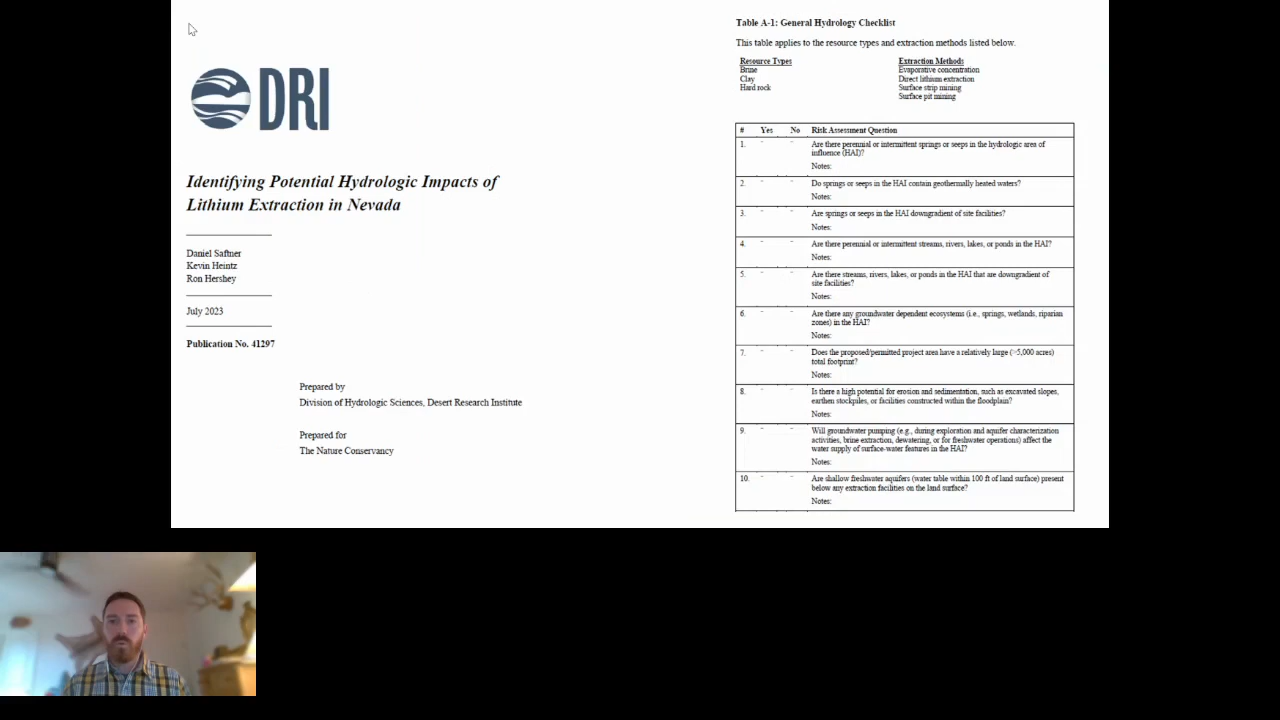 DRI
Identifying Potential Hydrologic Impacts of
Lithium Extraction in Nevada
Daniel Saftner
Kevin Heintz
Ron Hershey
July 2023
Publication No. 41297
Prepared by
Division of Hydrologic Sciences, Desert Research Institute
Prepared for
The Nature Conservancy
Table A-1: General Hydrology Checklist
This table applies to the resource types and extraction methods listed below.
Resource Types
Brine
Clay
Hard rock
Extraction Methods
Evaporative concentration
Direct lithium extraction
Surface strip mining
Surface pit mining
# Yes No Risk Assessment Question
1. Are there perennial or intermittent springs or seeps in the hydrologic area of
influence (HAI)?
Notes:
2. Do springs or seeps in the HAI contain geothermally heated waters?
Notes:
3. Are springs or seeps in the HAI downgradient of site facilities?
Notes:
4. Are there perennial or intermittent streams, rivers, lakes, or ponds in the HAI?
Notes:
5. Are there streams, rivers, lakes, or ponds in the HAI that are downgradient of
site facilities?
Notes:
6. Are there any groundwater dependent ecosystems (i.e., springs, wetlands, riparian
zones) in the HAI?
Notes:
7. Does the proposed/permitted project area have a relatively large (>5,000 acres)
total footprint?
Notes:
8. Is there a high potential for erosion and sedimentation, such as excavated slopes,
earthen stockpiles, or facilities constructed within the floodplain?
Notes:
9. Will groundwater pumping (e.g., during exploration and aquifer characterization
activities, brine extraction, dewatering, or for freshwater operations) affect the
water supply of surface-water features in the HAI?
Notes:
10. Are shallow freshwater aquifers (water table within 100 ft of land surface) present
below any extraction facilities on the land surface?
Notes: